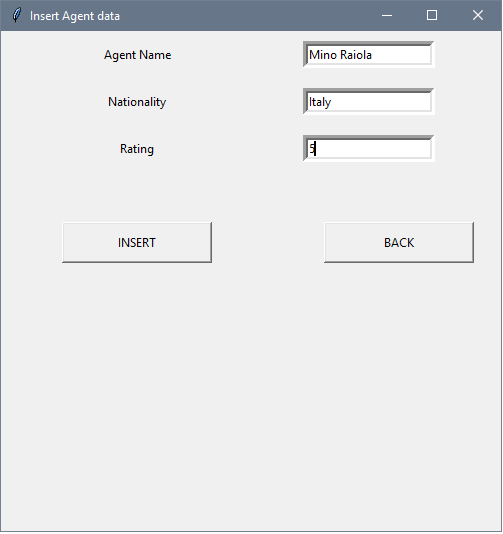 Insert Agent data
Agent Name Mino Raiola
Nationality Italy
Rating 5
INSERT BACK